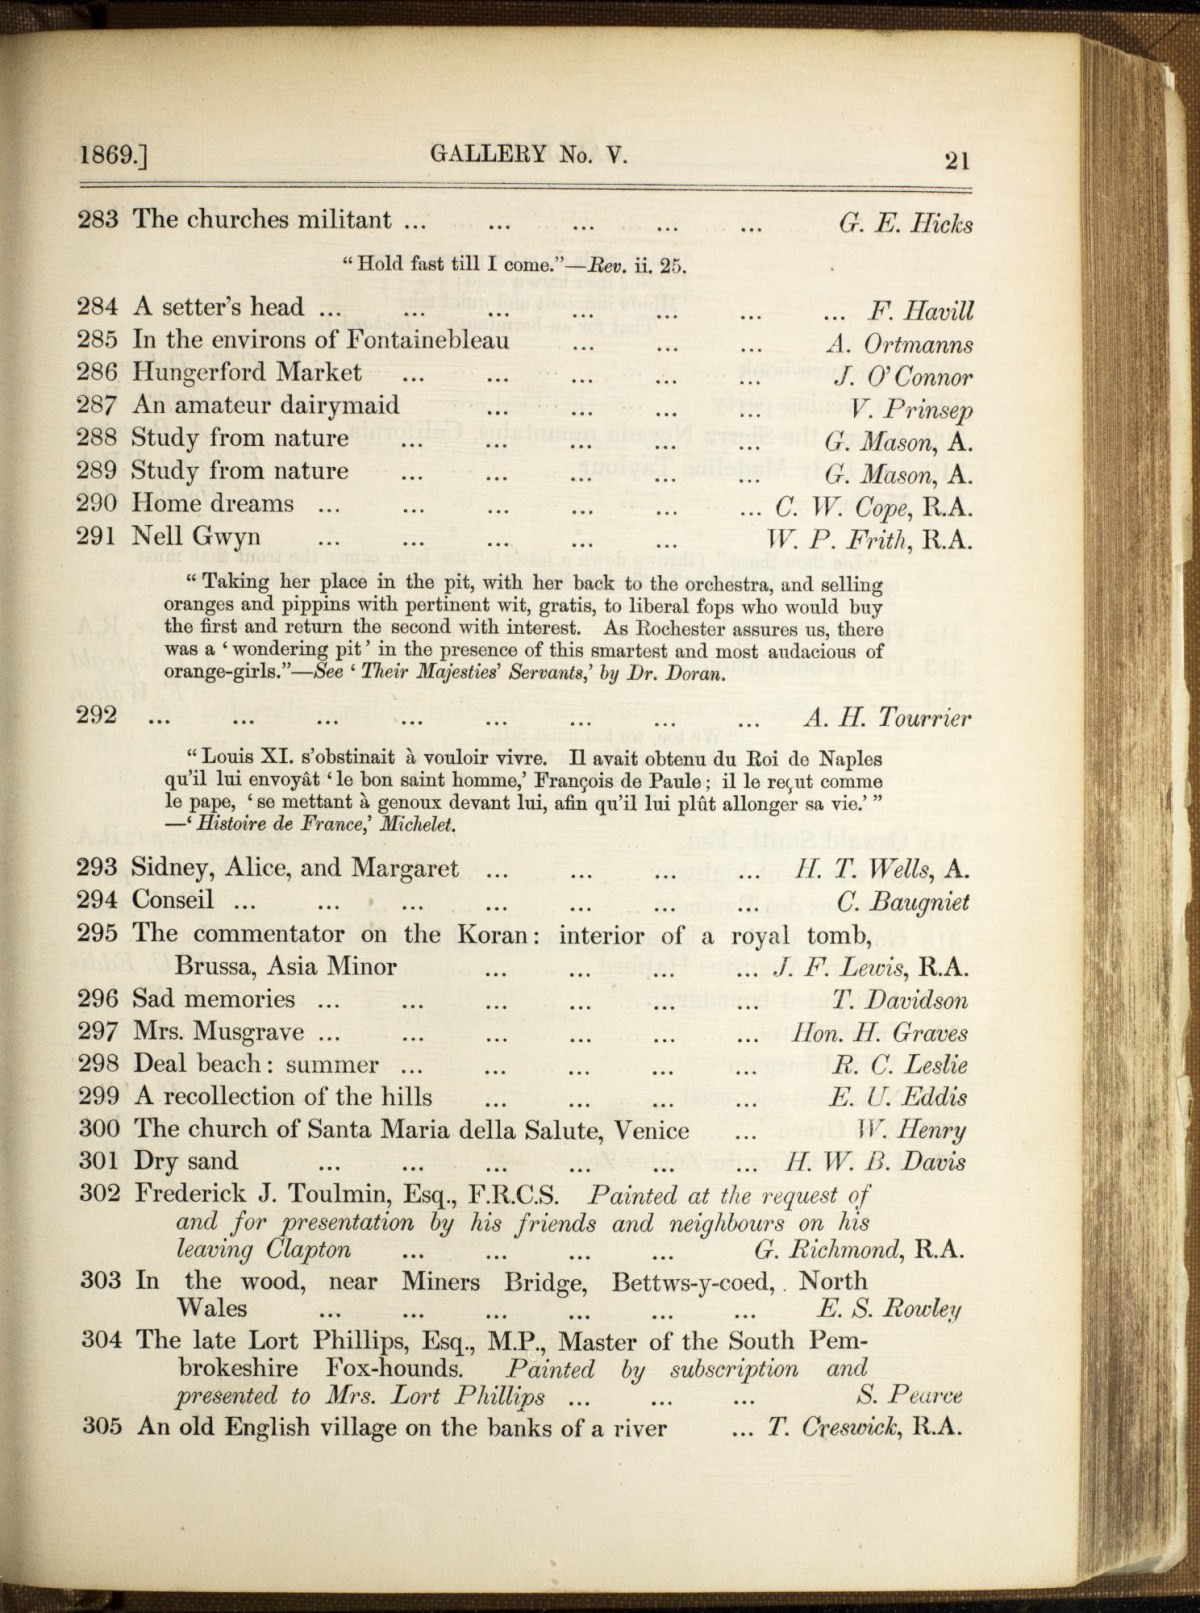 1869.] GALLERY No. V. 21
283 The churches militant ... ... ... ... ... G. E. Hicks
“Hold fast till I come.”—Rev. ii. 25.
284 A setter's head ... ... ... ... ... ... ... F. Havill
285 In the environs of Fontainebleau ... ... ... A. Ortmanns
286 Hungerford Market ... ... ... ... ... J. O'Connor
287 An amateur dairymaid ... ... ... ... V. Prinsep
288 Study from nature ... ... ... ... ... G. Mason, A.
289 Study from nature ... ... ... ... ... G. Mason, A.
290 Home dreams ... ... ... ... ... ... C. W. Cope, R.A.
291 Nell Gwyn ... ... ... ... ... W. P. Frith, R.A.
“Taking her place in the pit, with her back to the orchestra, and selling
oranges and pippins with pertinent wit, gratis, to liberal fops who would buy
the first and return the second with interest. As Rochester assures us, there
was a ‘wondering pit’ in the presence of this smartest and most audacious of
orange-girls.”—See ‘Their Majesties' Servants,’ by Dr. Doran.
292 ... ... ... ... ... ... ... ... A. H. Tourrier
“Louis XI. s'obstinait à vouloir vivre. Il avait obtenu du Roi de Naples
qu'il lui envoyât ‘le bon saint homme,’ François de Paule; il le reçut comme
le pape, ‘se mettant à genoux devant lui, afin qu'il lui plût allonger sa vie.’”
—‘Histoire de France,’ Michelet.
293 Sidney, Alice, and Margaret ... ... ... ... H. T. Wells, A.
294 Conseil ... ... ... ... ... ... ... C. Baugniet
295 The commentator on the Koran: interior of a royal tomb,
Brussa, Asia Minor ... ... ... ... J. F. Lewis, R.A.
296 Sad memories ... ... ... ... ... ... T. Davidson
297 Mrs. Musgrave ... ... ... ... ... ... Hon. H. Graves
298 Deal beach: summer ... ... ... ... ... R. C. Leslie
299 A recollection of the hills ... ... ... ... E. U. Eddis
300 The church of Santa Maria della Salute, Venice ... W. Henry
301 Dry sand ... ... ... ... ... ... H. W. B. Davis
302 Frederick J. Toulmin, Esq., F.R.C.S. Painted at the request of
and for presentation by his friends and neighbours on his
leaving Clapton ... ... ... ... G. Richmond, R.A.
303 In the wood, near Miners Bridge, Bettws-y-coed, North
Wales ... ... ... ... ... ... E. S. Rowley
304 The late Lort Phillips, Esq., M.P., Master of the South Pem-
brokeshire Fox-hounds. Painted by subscription and
presented to Mrs. Lort Phillips ... ... ... S. Pearce
305 An old English village on the banks of a river ... T. Creswick, R.A.